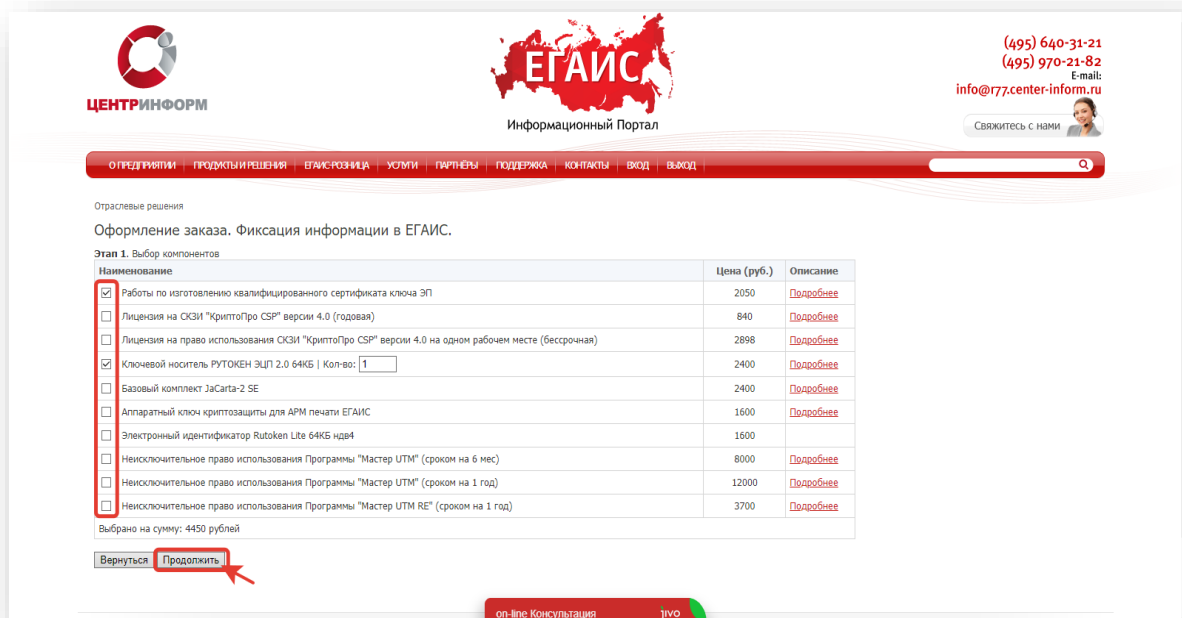 ЦЕНТРИНФОРМ
ЕГАИС
Информационный Портал
(495) 640-31-21
(495) 970-21-82
E-mail:
info@r77.center-inform.ru
Свяжитесь с нами
О ПРЕДПРИЯТИИ ПРОДУКТЫ И РЕШЕНИЯ ЕГАИС-РОЗНИЦА УСЛУГИ ПАРТНЁРЫ ПОДДЕРЖКА КОНТАКТЫ ВХОД ВЫХОД
Отраслевые решения
Оформление заказа. Фиксация информации в ЕГАИС.
Этап 1. Выбор компонентов
Наименование Цена (руб.) Описание
Работы по изготовлению квалифицированного сертификата ключа ЭП 2050 Подробнее
Лицензия на СКЗИ "КриптоПро CSP" версии 4.0 (годовая) 840 Подробнее
Лицензия на право использования СКЗИ "КриптоПро CSP" версии 4.0 на одном рабочем месте (бессрочная) 2898 Подробнее
Ключевой носитель РУТОКЕН ЭЦП 2.0 64КБ | Кол-во: 1 2400 Подробнее
Базовый комплект JaCarta-2 SE 2400 Подробнее
Аппаратный ключ криптозащиты для АРМ печати ЕГАИС 1600 Подробнее
Электронный идентификатор Rutoken Lite 64КБ ндв4 1600
Неисключительное право использования Программы "Мастер UTM" (сроком на 6 мес) 8000 Подробнее
Неисключительное право использования Программы "Мастер UTM" (сроком на 1 год) 12000 Подробнее
Неисключительное право использования Программы "Мастер UTM RE" (сроком на 1 год) 3700 Подробнее
Выбрано на сумму: 4450 рублей
Вернуться Продолжить
on-line Консультация jivo